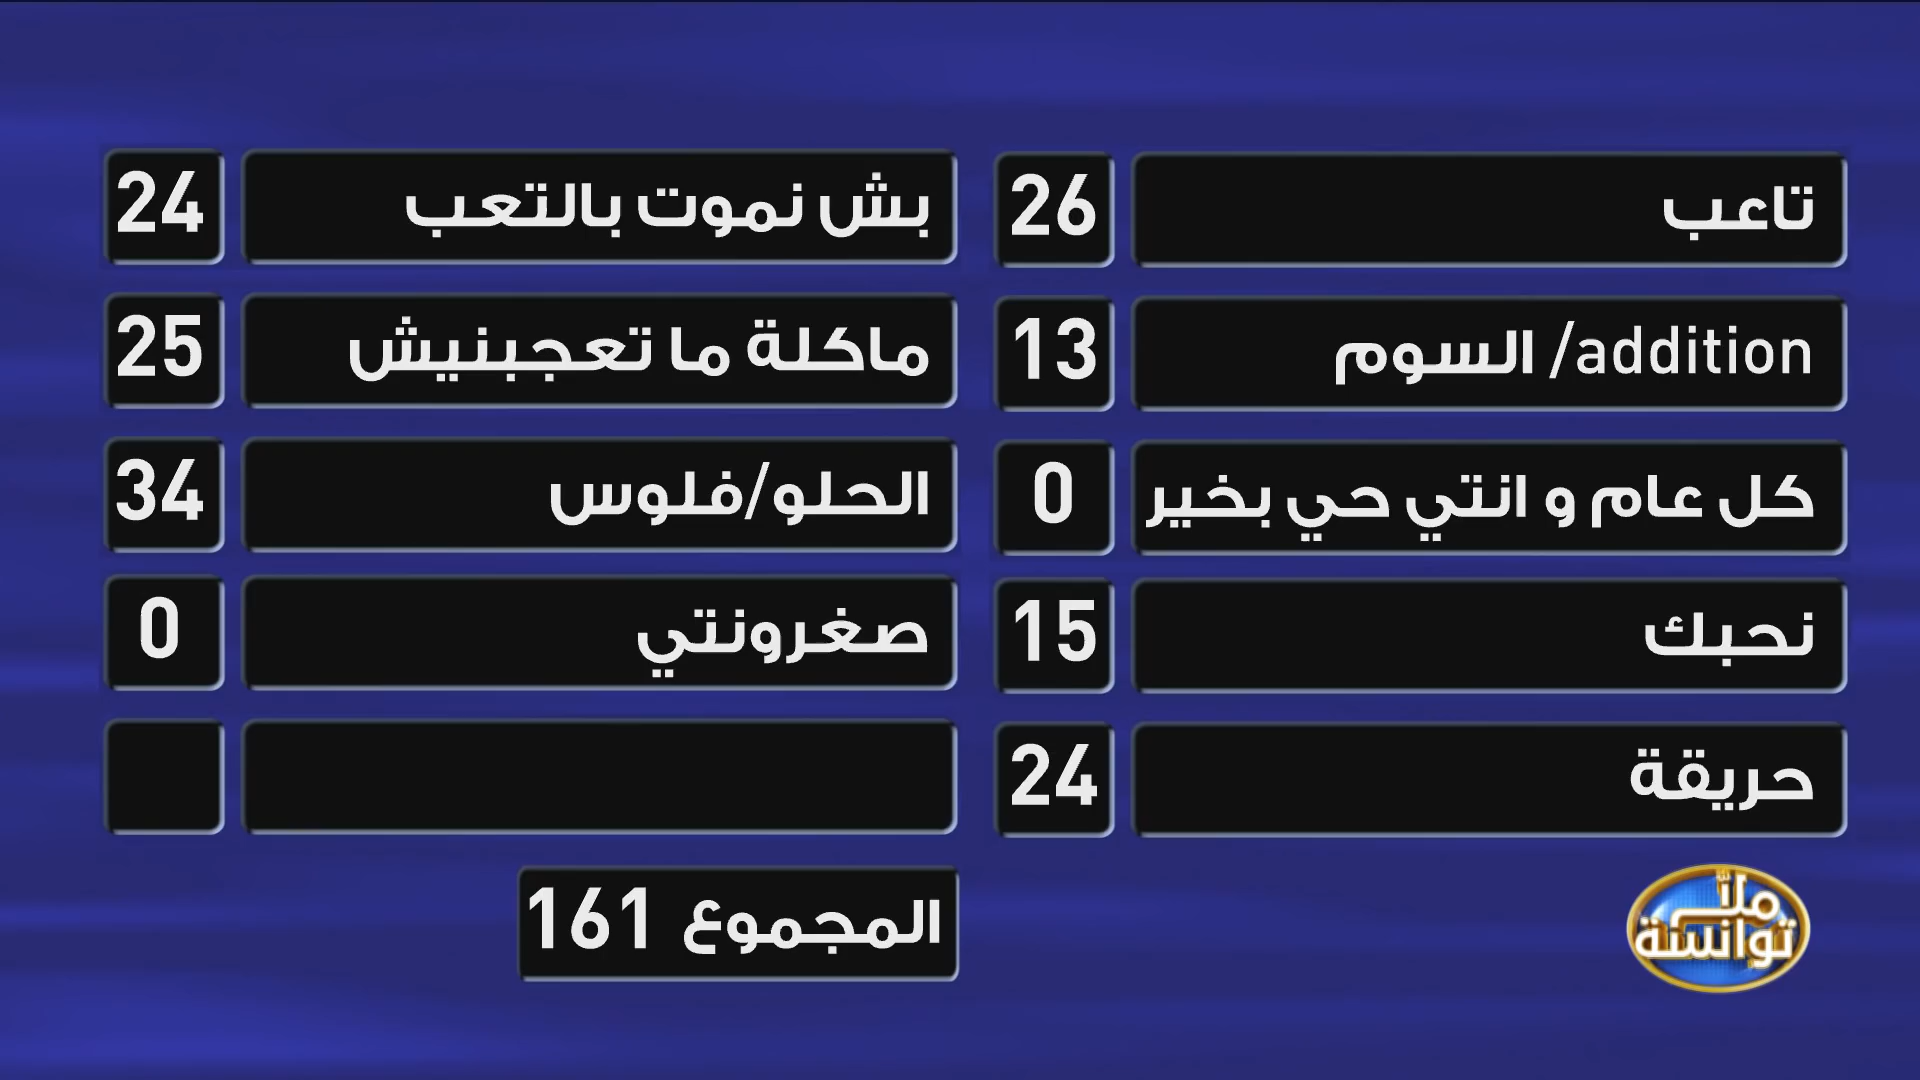 تاعب 26
addition/ السوم 13
كل عام و انتي حي بخير 0
نحبك 15
حريقة 24
بش نموت بالتعب 24
ماكلة ما تعجبنيش 25
الحلو/فلوس 34
صغرونتي 0
المجموع 161
ملّا
توانسة